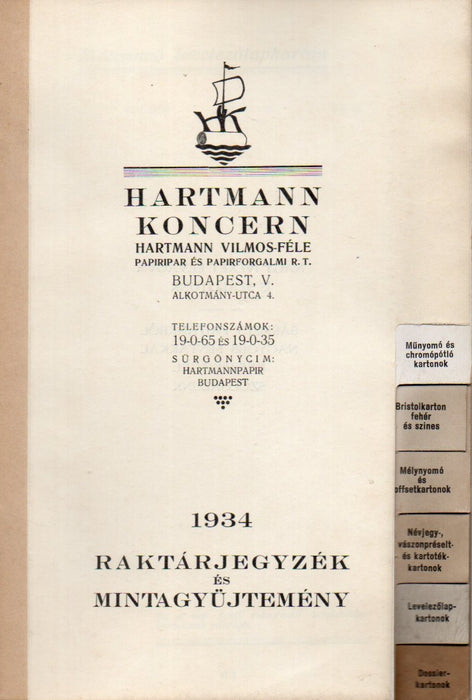 HARTMANN
KONCERN
HARTMANN VILMOS-FÉLE
PAPIRIPAR ÉS PAPIRFORGALMI R. T.
BUDAPEST, V.
ALKOTMÁNY-UTCA 4.
TELEFONSZÁMOK:
19-0-65 ÉS 19-0-35
SÜRGÖNYCIM:
HARTMANNPAPIR
BUDAPEST
1934
RAKTÁRJEGYZÉK
ÉS
MINTAGYÜJTEMÉNY
Műnyomó és
chromópótló
kartonok
Bristolkarton
fehér
és szines
Mélynyomó
és
offsetkartonok
Névjegy-,
vászonpréselt-
és kartoték-
kartonok
Levelezőlap-
kartonok
Dossier-
kartonok